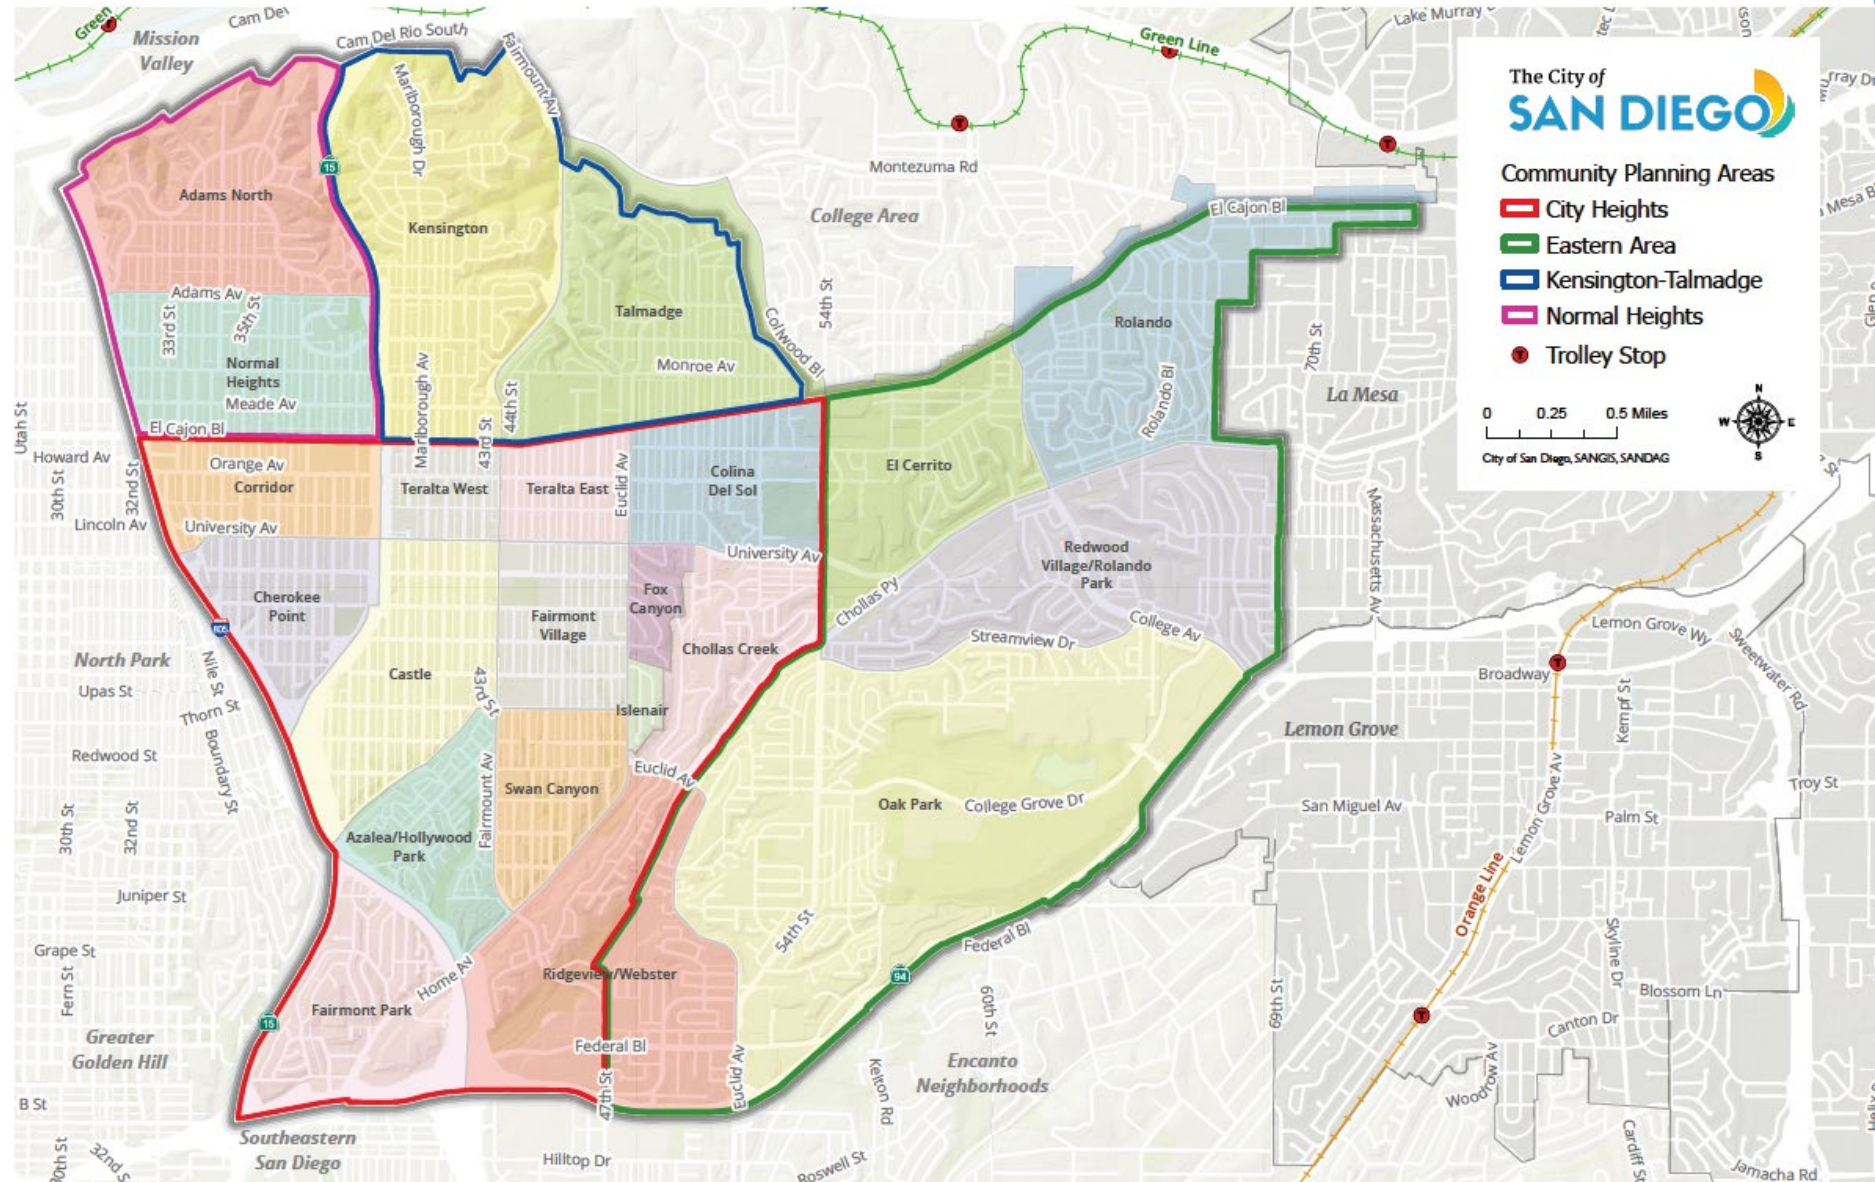 Green
Mission
Valley
Cam Del Rio South
Fairmount Av
Marlborough Dr
15
Adams North
Kensington
Adams Av
33rd St
35th St
Normal
Heights
Meade Av
El Cajon Bl
Talmadge
Monroe Av
Collwood Bl
54th St
Marlborough Av
43rd St
44th St
Green Line
T
T
T
Montezuma Rd
College Area
El Cajon Bl
Rolando
Rolando Bl
70th St
La Mesa
Lake Murray
The City of
SAN DIEGO
Community Planning Areas
City Heights
Eastern Area
Kensington-Talmadge
Normal Heights
T Trolley Stop
0 0.25 0.5 Miles
City of San Diego, SANGIS, SANDAG
N
W E
S
Utah St
Howard Av
30th St
32nd St
Lincoln Av
Orange Av
Corridor
University Av
Teralta West
Teralta East
Euclid Av
Colina
Del Sol
University Av
El Cerrito
Redwood
Village/Rolando
Park
Massachusetts Av
Cherokee
Point
805
Fairmont
Village
Fox
Canyon
Chollas Creek
Chollas Py
Streamview Dr
College Av
North Park
Upas St
Nile St
Thorn St
Boundary St
Redwood St
Castle
43rd St
Islenair
Lemon Grove
Broadway
T
Lemon Grove Wy
Sweetwater Rd
Kempf St
Troy St
30th St
32nd St
Azalea/Hollywood
Park
Fairmount Av
Swan Canyon
Euclid Av
Oak Park
College Grove Dr
San Miguel Av
Lemon Grove Av
Palm St
Orange Line
Juniper St
Grape St
Fern St
Fairmont Park
Home Av
Ridgeview/Webster
54th St
Federal Bl
94
60th St
69th St
Skyline Dr
Blossom Ln
Canton Dr
T
15
Greater
Golden Hill
Federal Bl
47th St
Euclid Av
Kelton Rd
Encanto
Neighborhoods
Woodrow Av
B St
Southeastern
San Diego
32nd S
Hilltop Dr
Roswell St
Cardiff St
Jamacha Rd